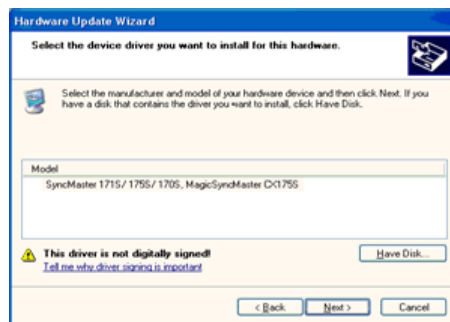 Hardware Update Wizard
Select the device driver you want to install for this hardware.
Select the manufacturer and model of your hardware device and then click Next. If you
have a disk that contains the driver you want to install, click Have Disk.
Model
SyncMaster 171S/ 175S/ 170S, MagicSyncMaster CX175S
This driver is not digitally signed!
Have Disk...
Tell me why driver signing is important
< Back
Next >
Cancel